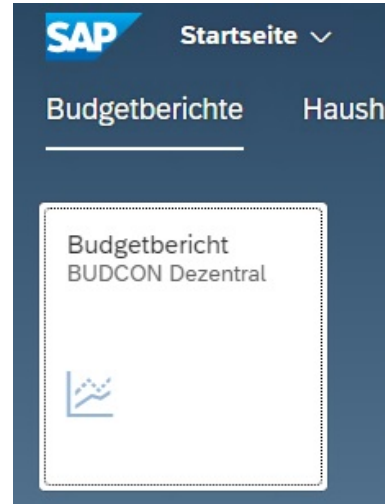 SAP Startseite
Budgetberichte Haush
Budgetbericht
BUDCON Dezentral